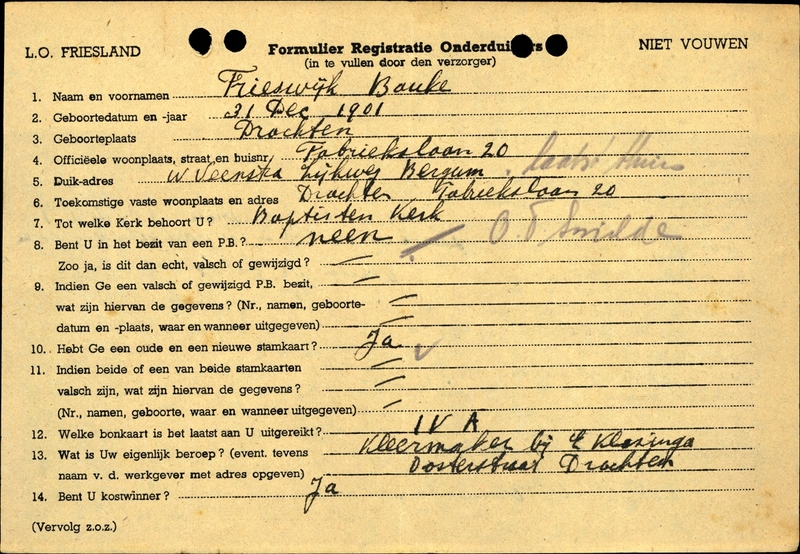 L.O. FRIESLAND
Formulier Registratie Onderduikers
NIET VOUWEN
(in te vullen door den verzorger)
1. Naam en voornamen Frieswijk Bauke
2. Geboortedatum en -jaar 31 Dec 1901
3. Geboorteplaats Drachten
4. Officiëele woonplaats, straat en huisnr. Fabriekslaan 20
5. Duik-adres W Veenstra Zijkweg Bergum laatst thuis
6. Toekomstige vaste woonplaats en adres Drachten Fabriekslaan 20
7. Tot welke Kerk behoort U? Baptisten Kerk
8. Bent U in het bezit van een P.B.? neen O.T Smilde
Zoo ja, is dit dan echt, valsch of gewijzigd?
9. Indien Ge een valsch of gewijzigd P.B. bezit,
wat zijn hiervan de gegevens? (Nr., namen, geboorte-
datum en -plaats, waar en wanneer uitgegeven)
10. Hebt Ge een oude en een nieuwe stamkaart? Ja
11. Indien beide of een van beide stamkaarten
valsch zijn, wat zijn hiervan de gegevens?
(Nr., namen, geboorte, waar en wanneer uitgegeven)
12. Welke bonkaart is het laatst aan U uitgereikt? IV A
13. Wat is Uw eigenlijk beroep? (event. tevens Kleermaker bij E Klazinga
naam v. d. werkgever met adres opgeven) Oosterstraat Drachten
14. Bent U kostwinner? Ja
(Vervolg z.o.z.)